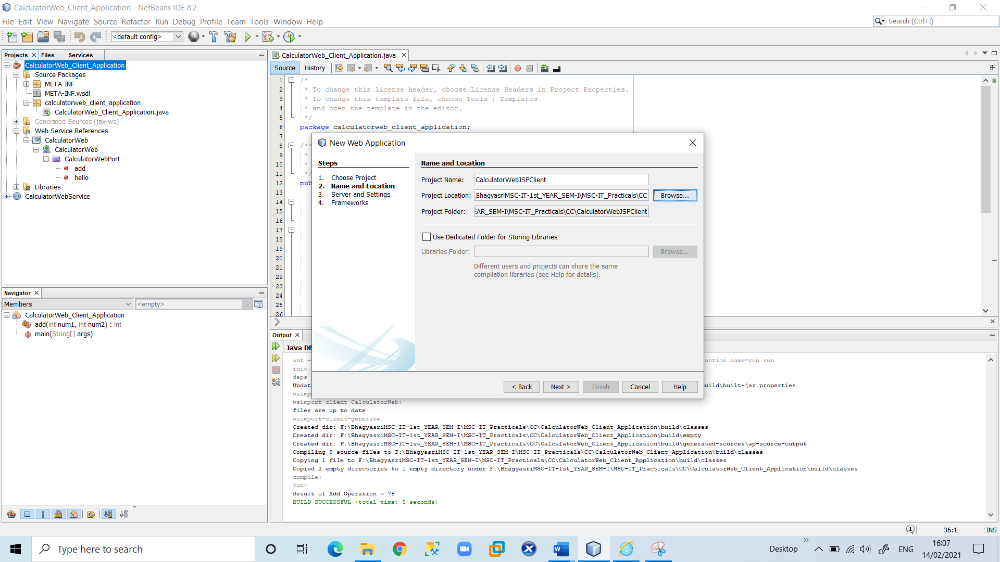 CalculatorWeb_Client_Application - NetBeans IDE 8.2
File Edit View Navigate Source Refactor Run Debug Profile Team Tools Window Help
Search (Ctrl+I)
<default config>
Projects Files Services
CalculatorWeb_Client_Application
Source Packages
META-INF
META-INF.wsdl
calculatorweb_client_application
CalculatorWeb_Client_Application.java
Generated Sources (jax-ws)
Web Service References
CalculatorWeb
CalculatorWeb
CalculatorWebPort
add
hello
Libraries
CalculatorWebService
Navigator
Members
<empty>
CalculatorWeb_Client_Application
add(int num1, int num2) : int
main(String[] args)
CalculatorWeb_Client_Application.java
Source History
1 /*
2 * To change this license header, choose License Headers in Project Properties.
3 * To change this template file, choose Tools | Templates
4 * and open the template in the editor.
5 */
6 package calculatorweb_client_application;
7
8 /**
9 *
10 *
11 */
12 pub
13
14
15
16
17
18
19
20
21
22
23
24
25
26
New Web Application
Steps
1. Choose Project
2. Name and Location
3. Server and Settings
4. Frameworks
Name and Location
Project Name: CalculatorWebJSPClient
Project Location: BhagyasriMSC-IT-1st_YEAR_SEM-I\MSC-IT_Practicals\CC Browse...
Project Folder: EAR_SEM-I\MSC-IT_Practicals\CC\CalculatorWebJSPClient
Use Dedicated Folder for Storing Libraries
Libraries Folder: Browse...
Different users and projects can share the same
compilation libraries (see Help for details).
< Back Next > Finish Cancel Help
Output
Java DB
ant - action.name=run run
init:
deps-
Updati build\built-jar.properties
wsimp
wsimport-client-CalculatorWeb:
files are up to date
wsimport-client-generate:
Created dir: F:\BhagyasriMSC-IT-1st_YEAR_SEM-I\MSC-IT_Practicals\CC\CalculatorWeb_Client_Application\build\classes
Created dir: F:\BhagyasriMSC-IT-1st_YEAR_SEM-I\MSC-IT_Practicals\CC\CalculatorWeb_Client_Application\build\empty
Created dir: F:\BhagyasriMSC-IT-1st_YEAR_SEM-I\MSC-IT_Practicals\CC\CalculatorWeb_Client_Application\build\generated-sources\ap-source-output
Compiling 9 source files to F:\BhagyasriMSC-IT-1st_YEAR_SEM-I\MSC-IT_Practicals\CC\CalculatorWeb_Client_Application\build\classes
Copying 1 file to F:\BhagyasriMSC-IT-1st_YEAR_SEM-I\MSC-IT_Practicals\CC\CalculatorWeb_Client_Application\build\classes
Copied 2 empty directories to 1 empty directory under F:\BhagyasriMSC-IT-1st_YEAR_SEM-I\MSC-IT_Practicals\CC\CalculatorWeb_Client_Application\build\classes
compile:
run:
Result of Add Operation = 75
BUILD SUCCESSFUL (total time: 5 seconds)
1 36:1 INS
Type here to search
Desktop
ENG
16:07
14/02/2021